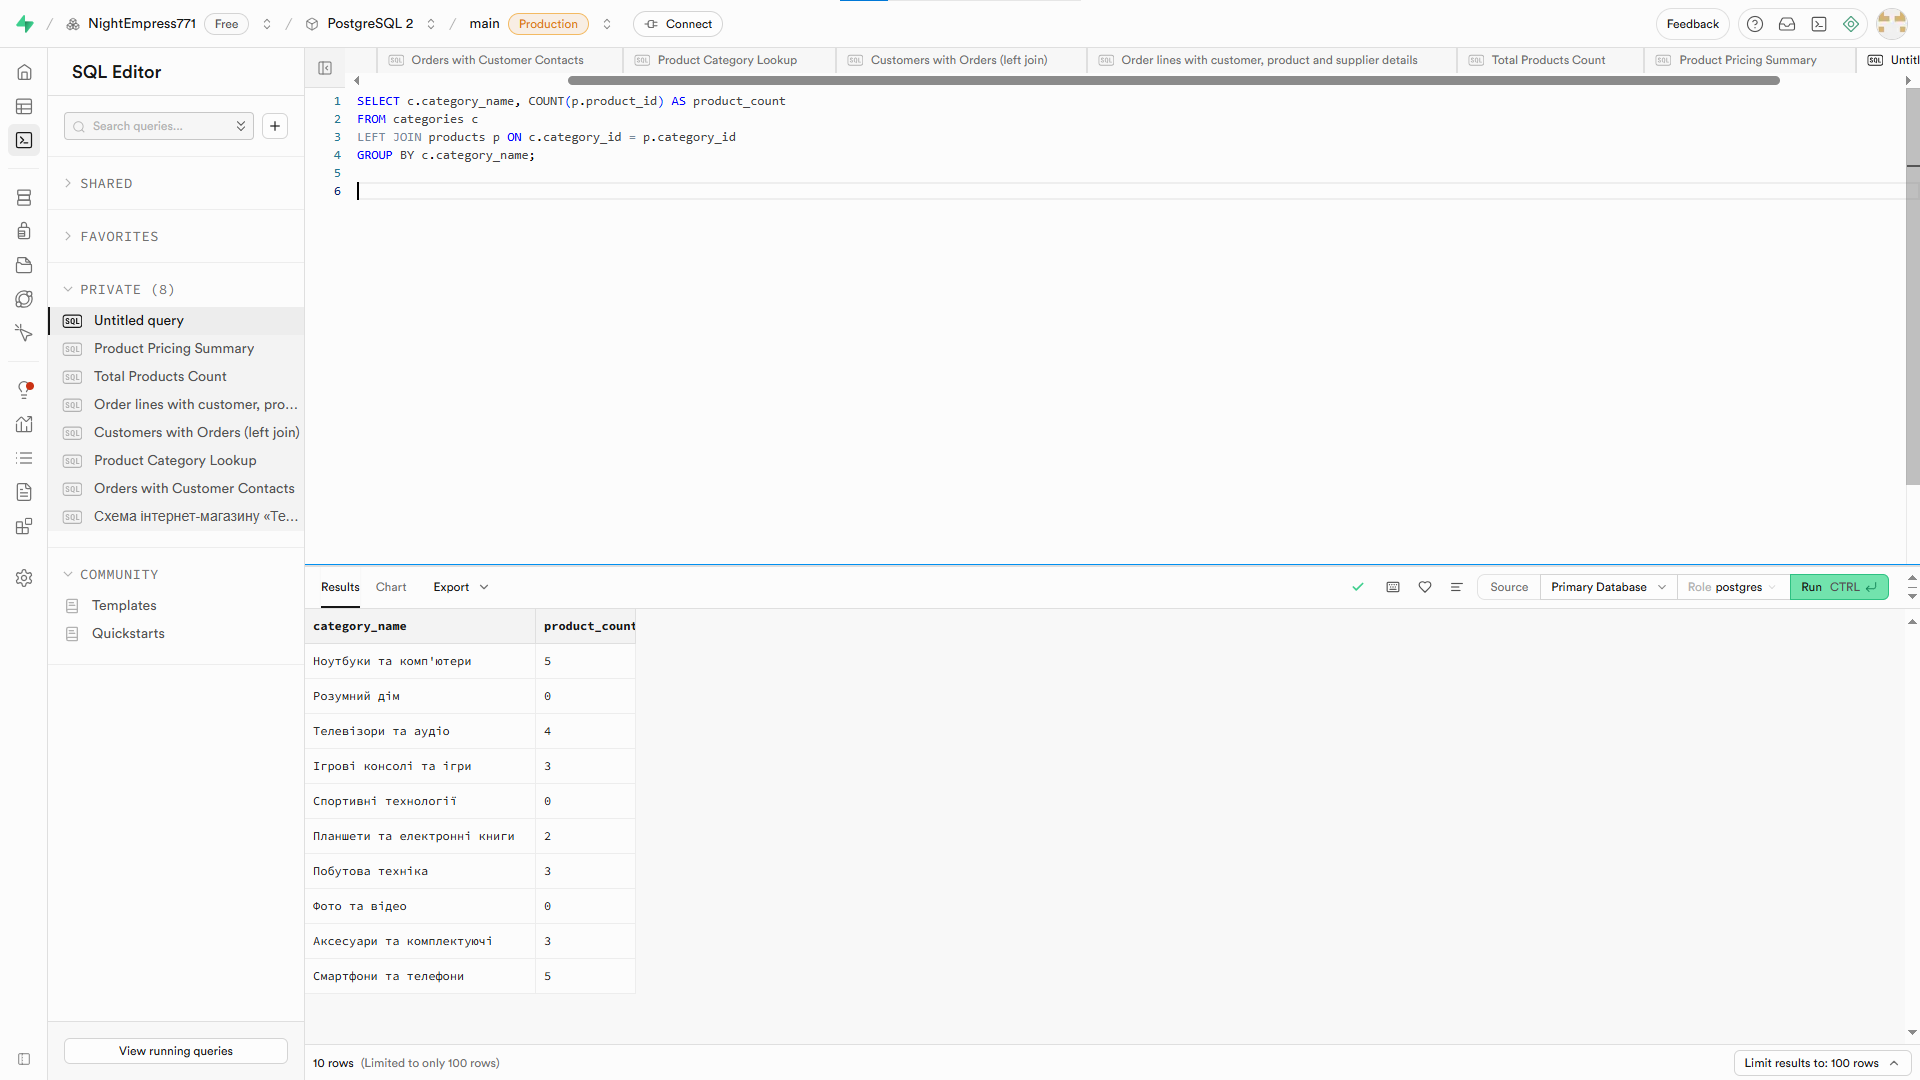 / NightEmpress771 Free / PostgreSQL 2 / main Production Connect Feedback
SQL Editor
Search queries...
SHARED
FAVORITES
PRIVATE (8)
SQL Untitled query
SQL Product Pricing Summary
SQL Total Products Count
SQL Order lines with customer, pro...
SQL Customers with Orders (left join)
SQL Product Category Lookup
SQL Orders with Customer Contacts
SQL Схема інтернет-магазину «Те...
COMMUNITY
Templates
Quickstarts
View running queries
SQL Orders with Customer Contacts SQL Product Category Lookup SQL Customers with Orders (left join) SQL Order lines with customer, product and supplier details SQL Total Products Count SQL Product Pricing Summary SQL Untitl
1 SELECT c.category_name, COUNT(p.product_id) AS product_count
2 FROM categories c
3 LEFT JOIN products p ON c.category_id = p.category_id
4 GROUP BY c.category_name;
5
6
Results Chart Export Source Primary Database Role postgres Run CTRL
category_name product_count
Ноутбуки та комп'ютери 5
Розумний дім 0
Телевізори та аудіо 4
Ігрові консолі та ігри 3
Спортивні технології 0
Планшети та електронні книги 2
Побутова техніка 3
Фото та відео 0
Аксесуари та комплектуючі 3
Смартфони та телефони 5
10 rows (Limited to only 100 rows) Limit results to: 100 rows